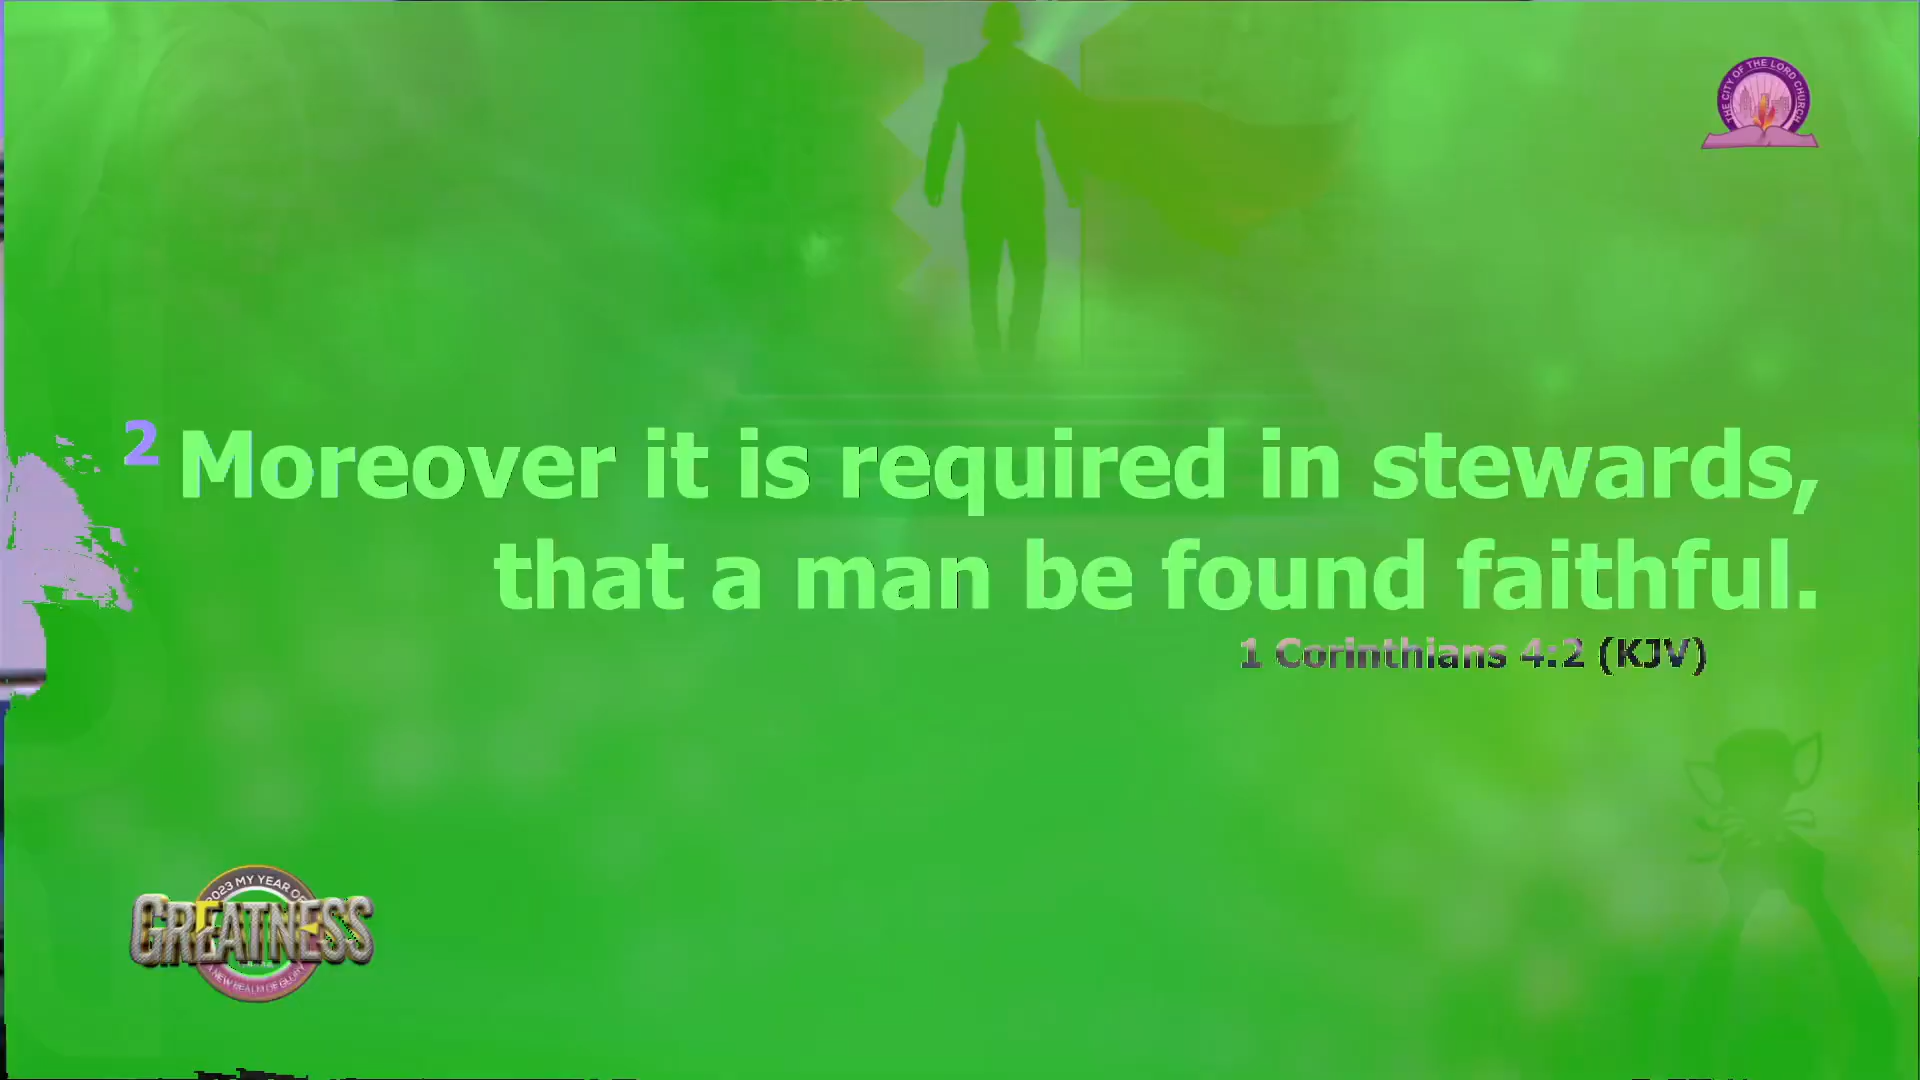 THE CITY OF THE LORD CHURCH
2 Moreover it is required in stewards,
that a man be found faithful.
1 Corinthians 4:2 (KJV)
2023 MY YEAR OF
GREATNESS
A NEW REALM OF GLORY